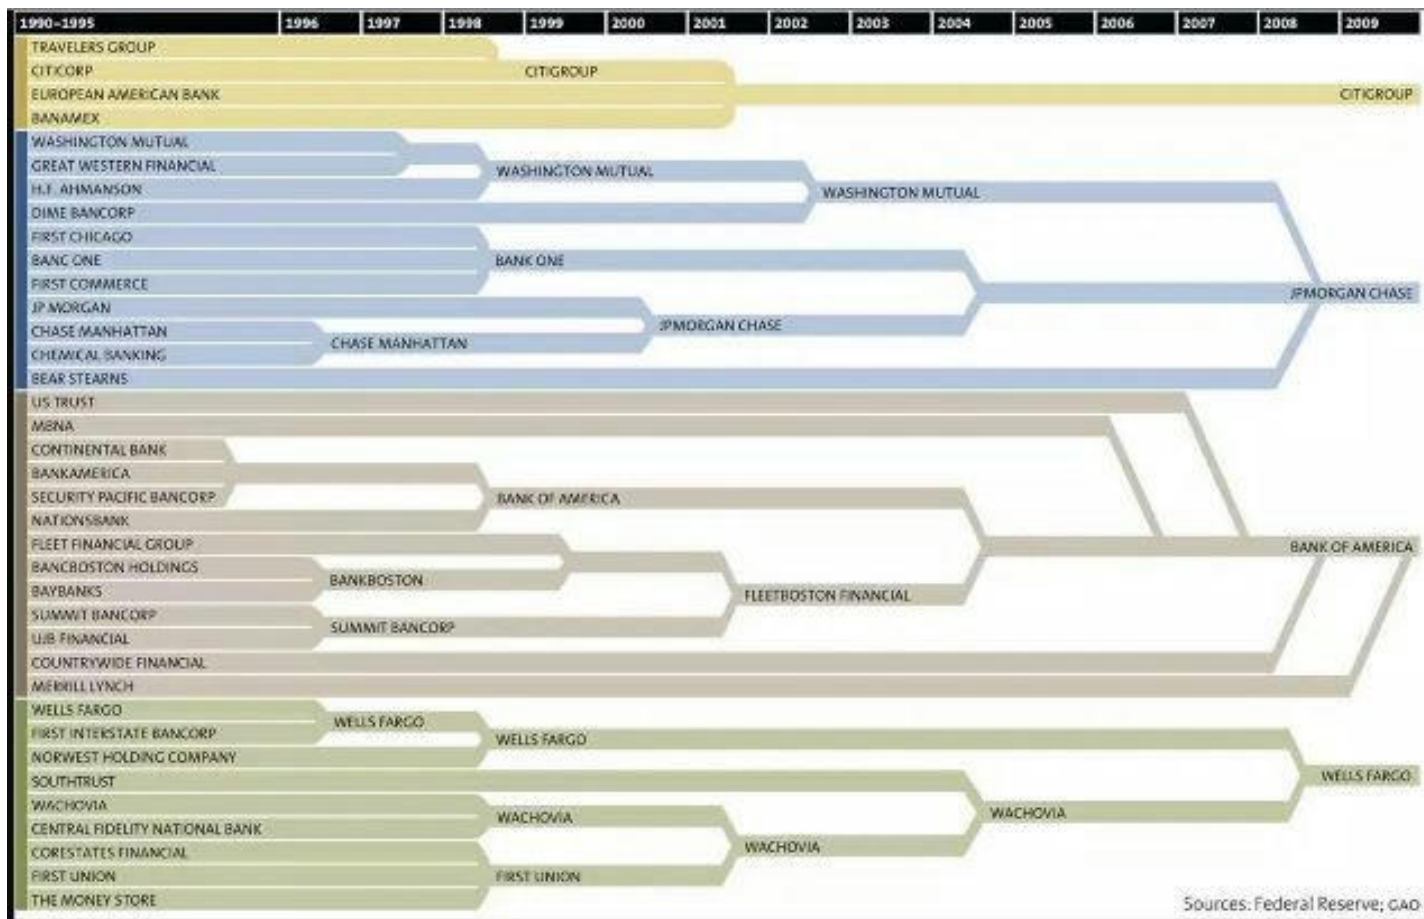 1990–1995 1996 1997 1998 1999 2000 2001 2002 2003 2004 2005 2006 2007 2008 2009
TRAVELERS GROUP
CITICORP CITIGROUP
EUROPEAN AMERICAN BANK CITIGROUP
BANAMEX
WASHINGTON MUTUAL
GREAT WESTERN FINANCIAL WASHINGTON MUTUAL
H.F. AHMANSON WASHINGTON MUTUAL
DIME BANCORP
FIRST CHICAGO
BANC ONE BANK ONE
FIRST COMMERCE JPMORGAN CHASE
JP MORGAN
CHASE MANHATTAN JPMORGAN CHASE
CHASE MANHATTAN
CHEMICAL BANKING
BEAR STEARNS
US TRUST
MBNA
CONTINENTAL BANK
BANKAMERICA
SECURITY PACIFIC BANCORP BANK OF AMERICA
NATIONSBANK
FLEET FINANCIAL GROUP BANK OF AMERICA
BANCBOSTON HOLDINGS
BANKBOSTON
BAYBANKS FLEETBOSTON FINANCIAL
SUMMIT BANCORP
SUMMIT BANCORP
UJB FINANCIAL
COUNTRYWIDE FINANCIAL
MERRILL LYNCH
WELLS FARGO
WELLS FARGO
FIRST INTERSTATE BANCORP WELLS FARGO
NORWEST HOLDING COMPANY
SOUTHTRUST WELLS FARGO
WACHOVIA WACHOVIA
WACHOVIA
CENTRAL FIDELITY NATIONAL BANK
CORESTATES FINANCIAL WACHOVIA
FIRST UNION FIRST UNION
THE MONEY STORE
Sources: Federal Reserve; GAO